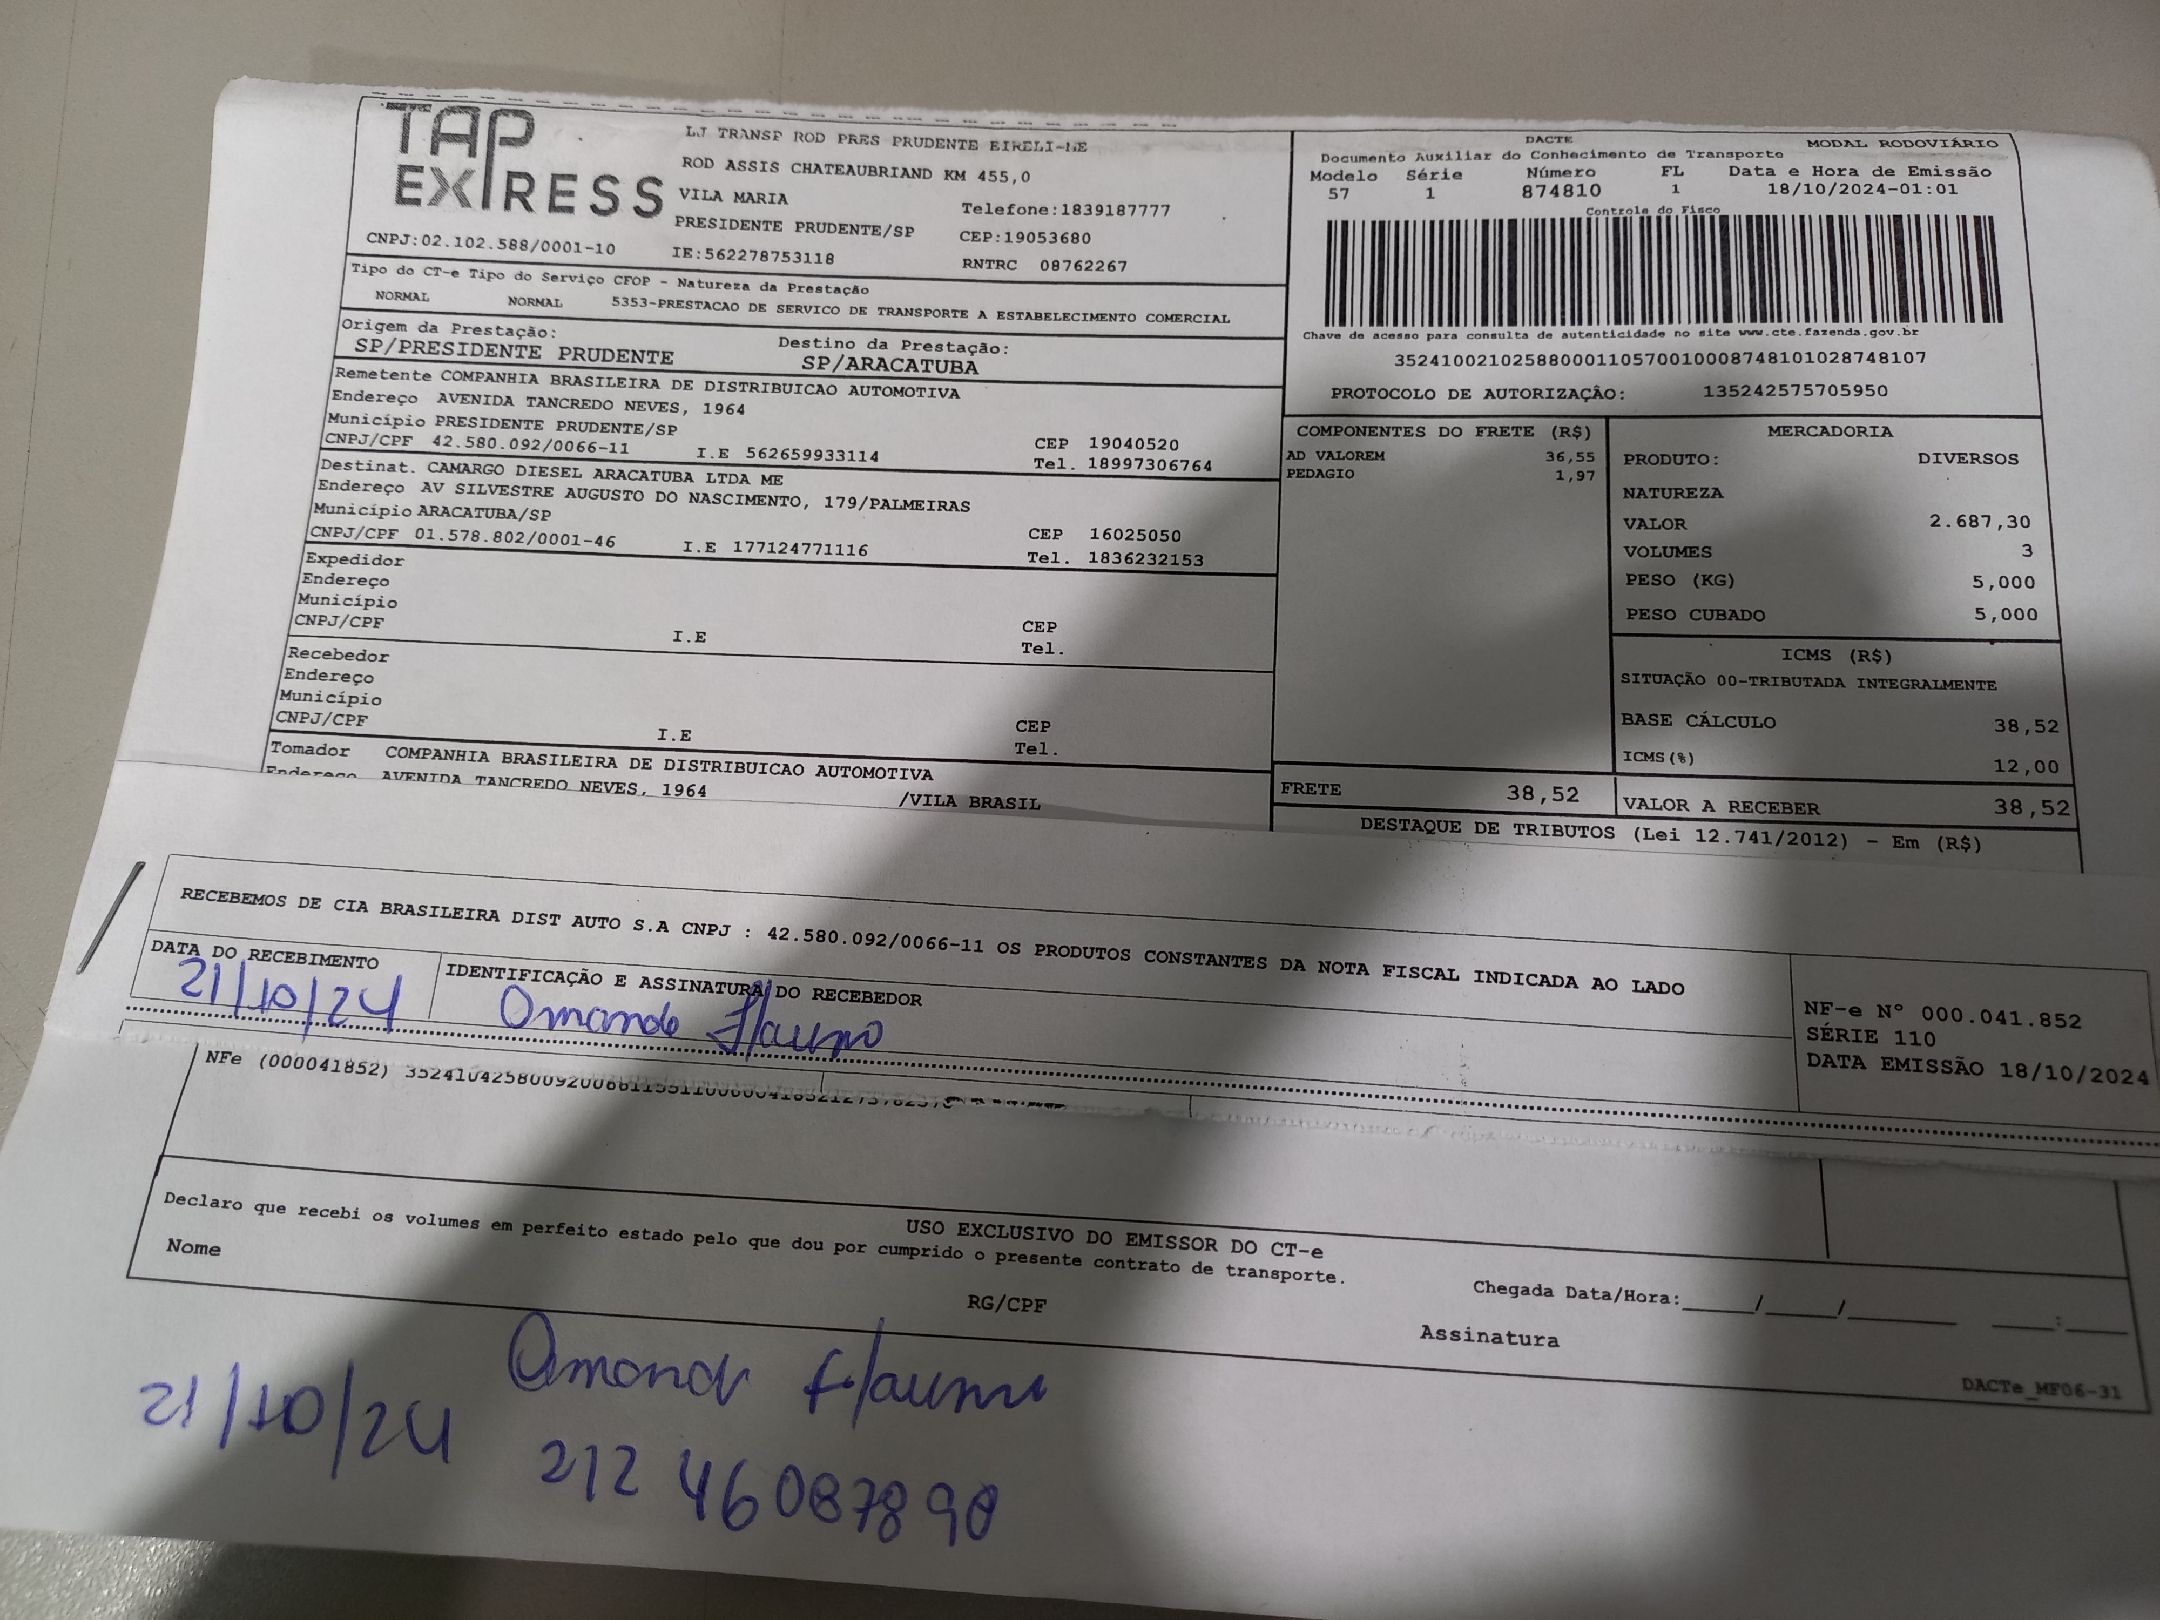 TAP EXPRESS
LJ TRANSP ROD PRES PRUDENTE EIRELI-ME
ROD ASSIS CHATEAUBRIAND KM 455,0
VILA MARIA
Telefone:1839187777
PRESIDENTE PRUDENTE/SP CEP:19053680
CNPJ:02.102.588/0001-10 IE:562278753118 RNTRC 08762267
DACTE MODAL RODOVIÁRIO
Documento Auxiliar do Conhecimento de Transporte
Modelo Série Número FL Data e Hora de Emissão
57 1 874810 1 18/10/2024-01:01
Controle do Fisco
Chave de acesso para consulta de autenticidade no site www.cte.fazenda.gov.br
35241002102588000110570010008748101028748107
PROTOCOLO DE AUTORIZAÇÂO: 135242575705950
Tipo do CT-e Tipo do Serviço CFOP - Natureza da Prestação
NORMAL NORMAL 5353-PRESTACAO DE SERVICO DE TRANSPORTE A ESTABELECIMENTO COMERCIAL
Origem da Prestação: Destino da Prestação:
SP/PRESIDENTE PRUDENTE SP/ARACATUBA
Remetente COMPANHIA BRASILEIRA DE DISTRIBUICAO AUTOMOTIVA
Endereço AVENIDA TANCREDO NEVES, 1964
Município PRESIDENTE PRUDENTE/SP CEP 19040520
CNPJ/CPF 42.580.092/0066-11 I.E 562659933114 Tel. 18997306764
Destinat. CAMARGO DIESEL ARACATUBA LTDA ME
Endereço AV SILVESTRE AUGUSTO DO NASCIMENTO, 179/PALMEIRAS
Município ARACATUBA/SP CEP 16025050
CNPJ/CPF 01.578.802/0001-46 I.E 177124771116 Tel. 1836232153
Expedidor
Endereço
Município CEP
CNPJ/CPF I.E Tel.
Recebedor
Endereço
Município CEP
CNPJ/CPF I.E Tel.
Tomador COMPANHIA BRASILEIRA DE DISTRIBUICAO AUTOMOTIVA
Endereço AVENIDA TANCREDO NEVES, 1964 /VILA BRASIL
COMPONENTES DO FRETE (R$)
AD VALOREM 36,55
PEDAGIO 1,97
MERCADORIA
PRODUTO: DIVERSOS
NATUREZA
VALOR 2.687,30
VOLUMES 3
PESO (KG) 5,000
PESO CUBADO 5,000
ICMS (R$)
SITUAÇÃO 00-TRIBUTADA INTEGRALMENTE
BASE CÁLCULO 38,52
ICMS(%) 12,00
FRETE 38,52 VALOR A RECEBER 38,52
DESTAQUE DE TRIBUTOS (Lei 12.741/2012) - Em (R$)
RECEBEMOS DE CIA BRASILEIRA DIST AUTO S.A CNPJ : 42.580.092/0066-11 OS PRODUTOS CONSTANTES DA NOTA FISCAL INDICADA AO LADO
DATA DO RECEBIMENTO IDENTIFICAÇÃO E ASSINATURA DO RECEBEDOR
21/10/24
NF-e Nº 000.041.852
SÉRIE 110
DATA EMISSÃO 18/10/2024
NFe (000041852)
USO EXCLUSIVO DO EMISSOR DO CT-e
Declaro que recebi os volumes em perfeito estado pelo que dou por cumprido o presente contrato de transporte.
Nome RG/CPF Chegada Data/Hora:____/____/____ ___:___
Assinatura
DACTe_MF06-31
21/10/24
212 46087890